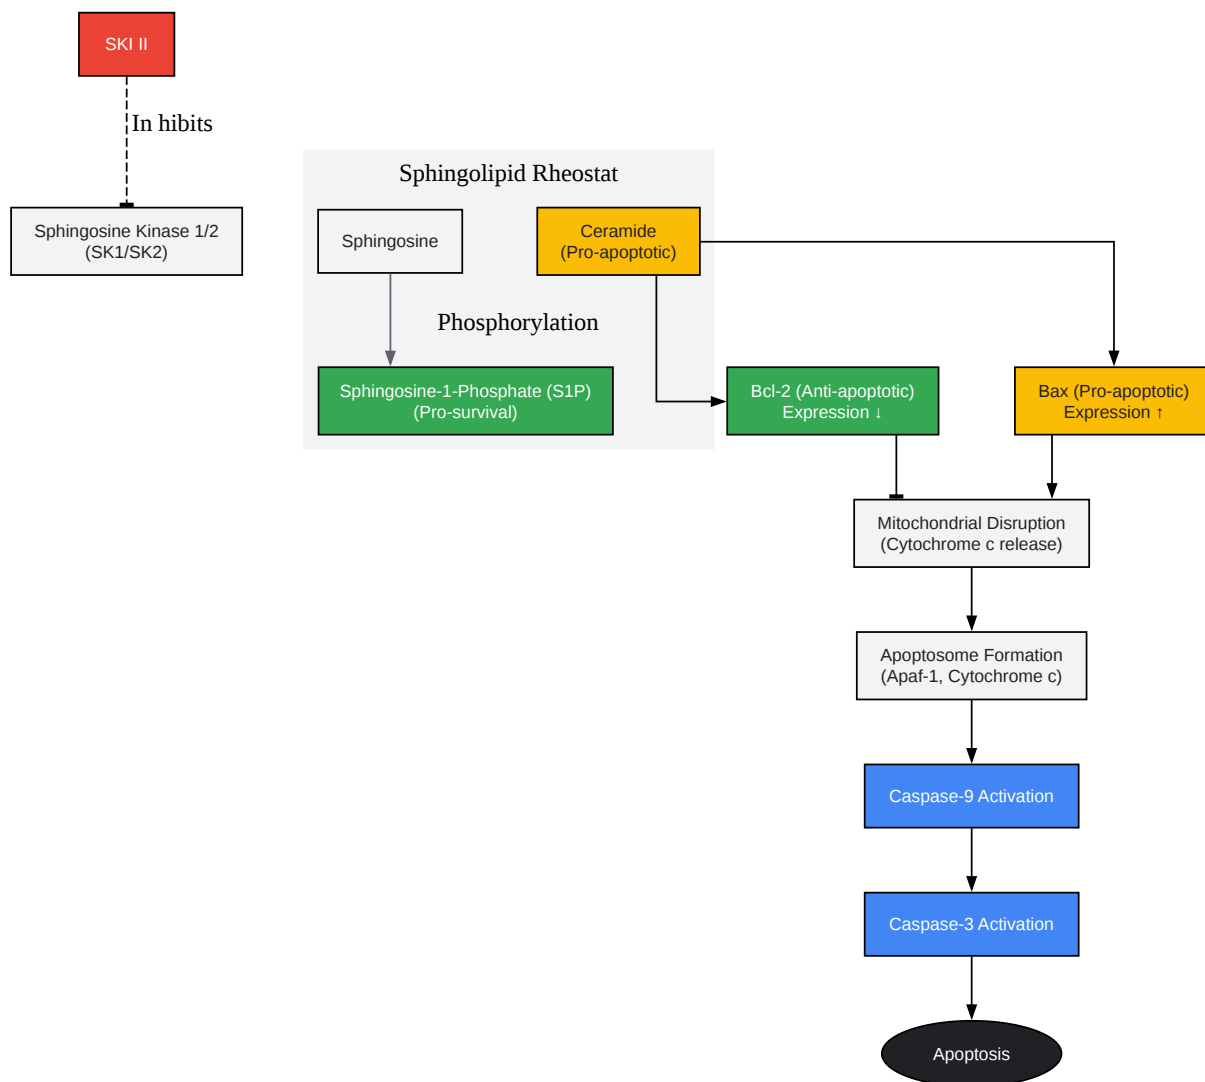 SKI II
In hibits
Sphingosine Kinase 1/2
(SK1/SK2)
Sphingolipid Rheostat
Sphingosine
Ceramide
(Pro-apoptotic)
Phosphorylation
Sphingosine-1-Phosphate (S1P)
(Pro-survival)
Bcl-2 (Anti-apoptotic)
Expression ↓
Bax (Pro-apoptotic)
Expression ↑
Mitochondrial Disruption
(Cytochrome c release)
Apoptosome Formation
(Apaf-1, Cytochrome c)
Caspase-9 Activation
Caspase-3 Activation
Apoptosis